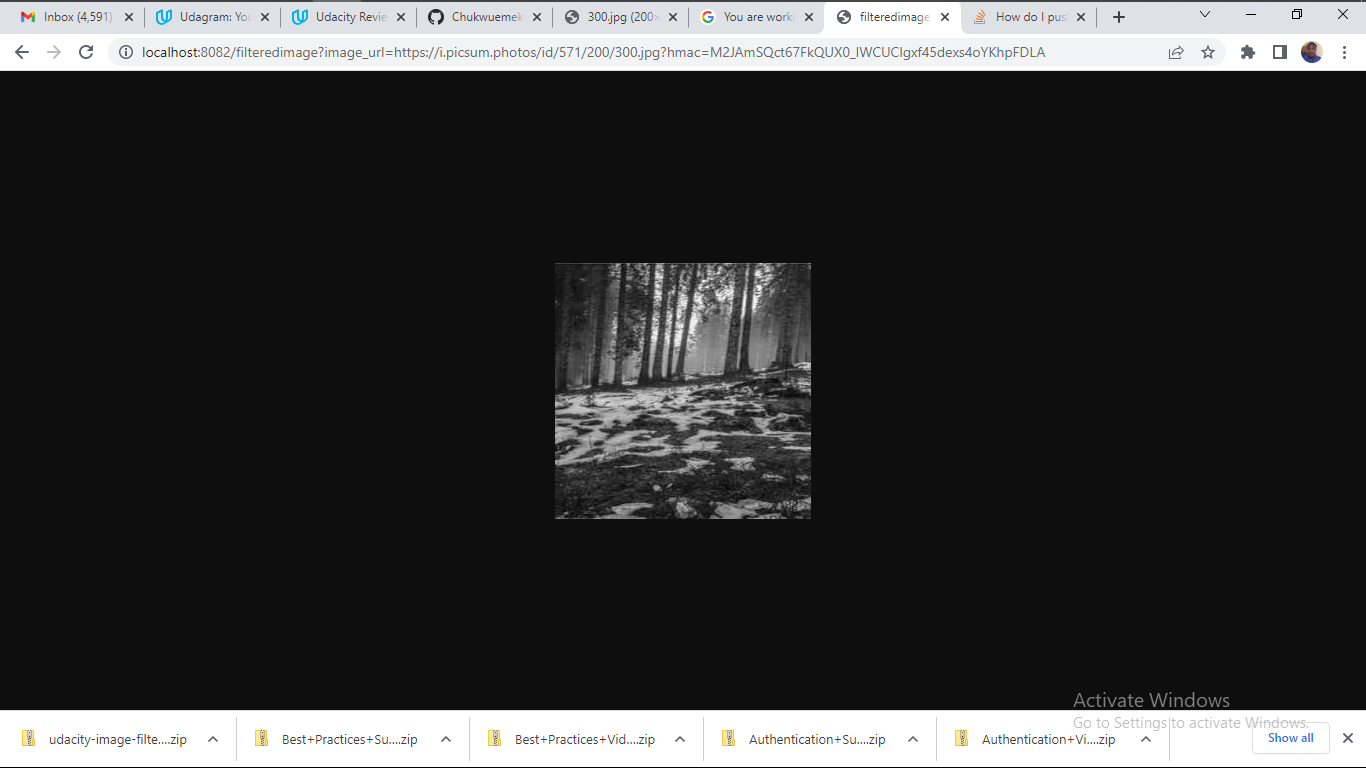 Inbox (4,591)
Udagram: You
Udacity Revie
Chukwuemek
300.jpg (200×
You are work
filteredimage
How do I pus
localhost:8082/filteredimage?image_url=https://i.picsum.photos/id/571/200/300.jpg?hmac=M2JAmSQct67FkQUX0_IWCUCIgxf45dexs4oYKhpFDLA
Activate Windows
Go to Settings to activate Windows.
udacity-image-filte....zip
Best+Practices+Su....zip
Best+Practices+Vid....zip
Authentication+Su....zip
Authentication+Vi....zip
Show all